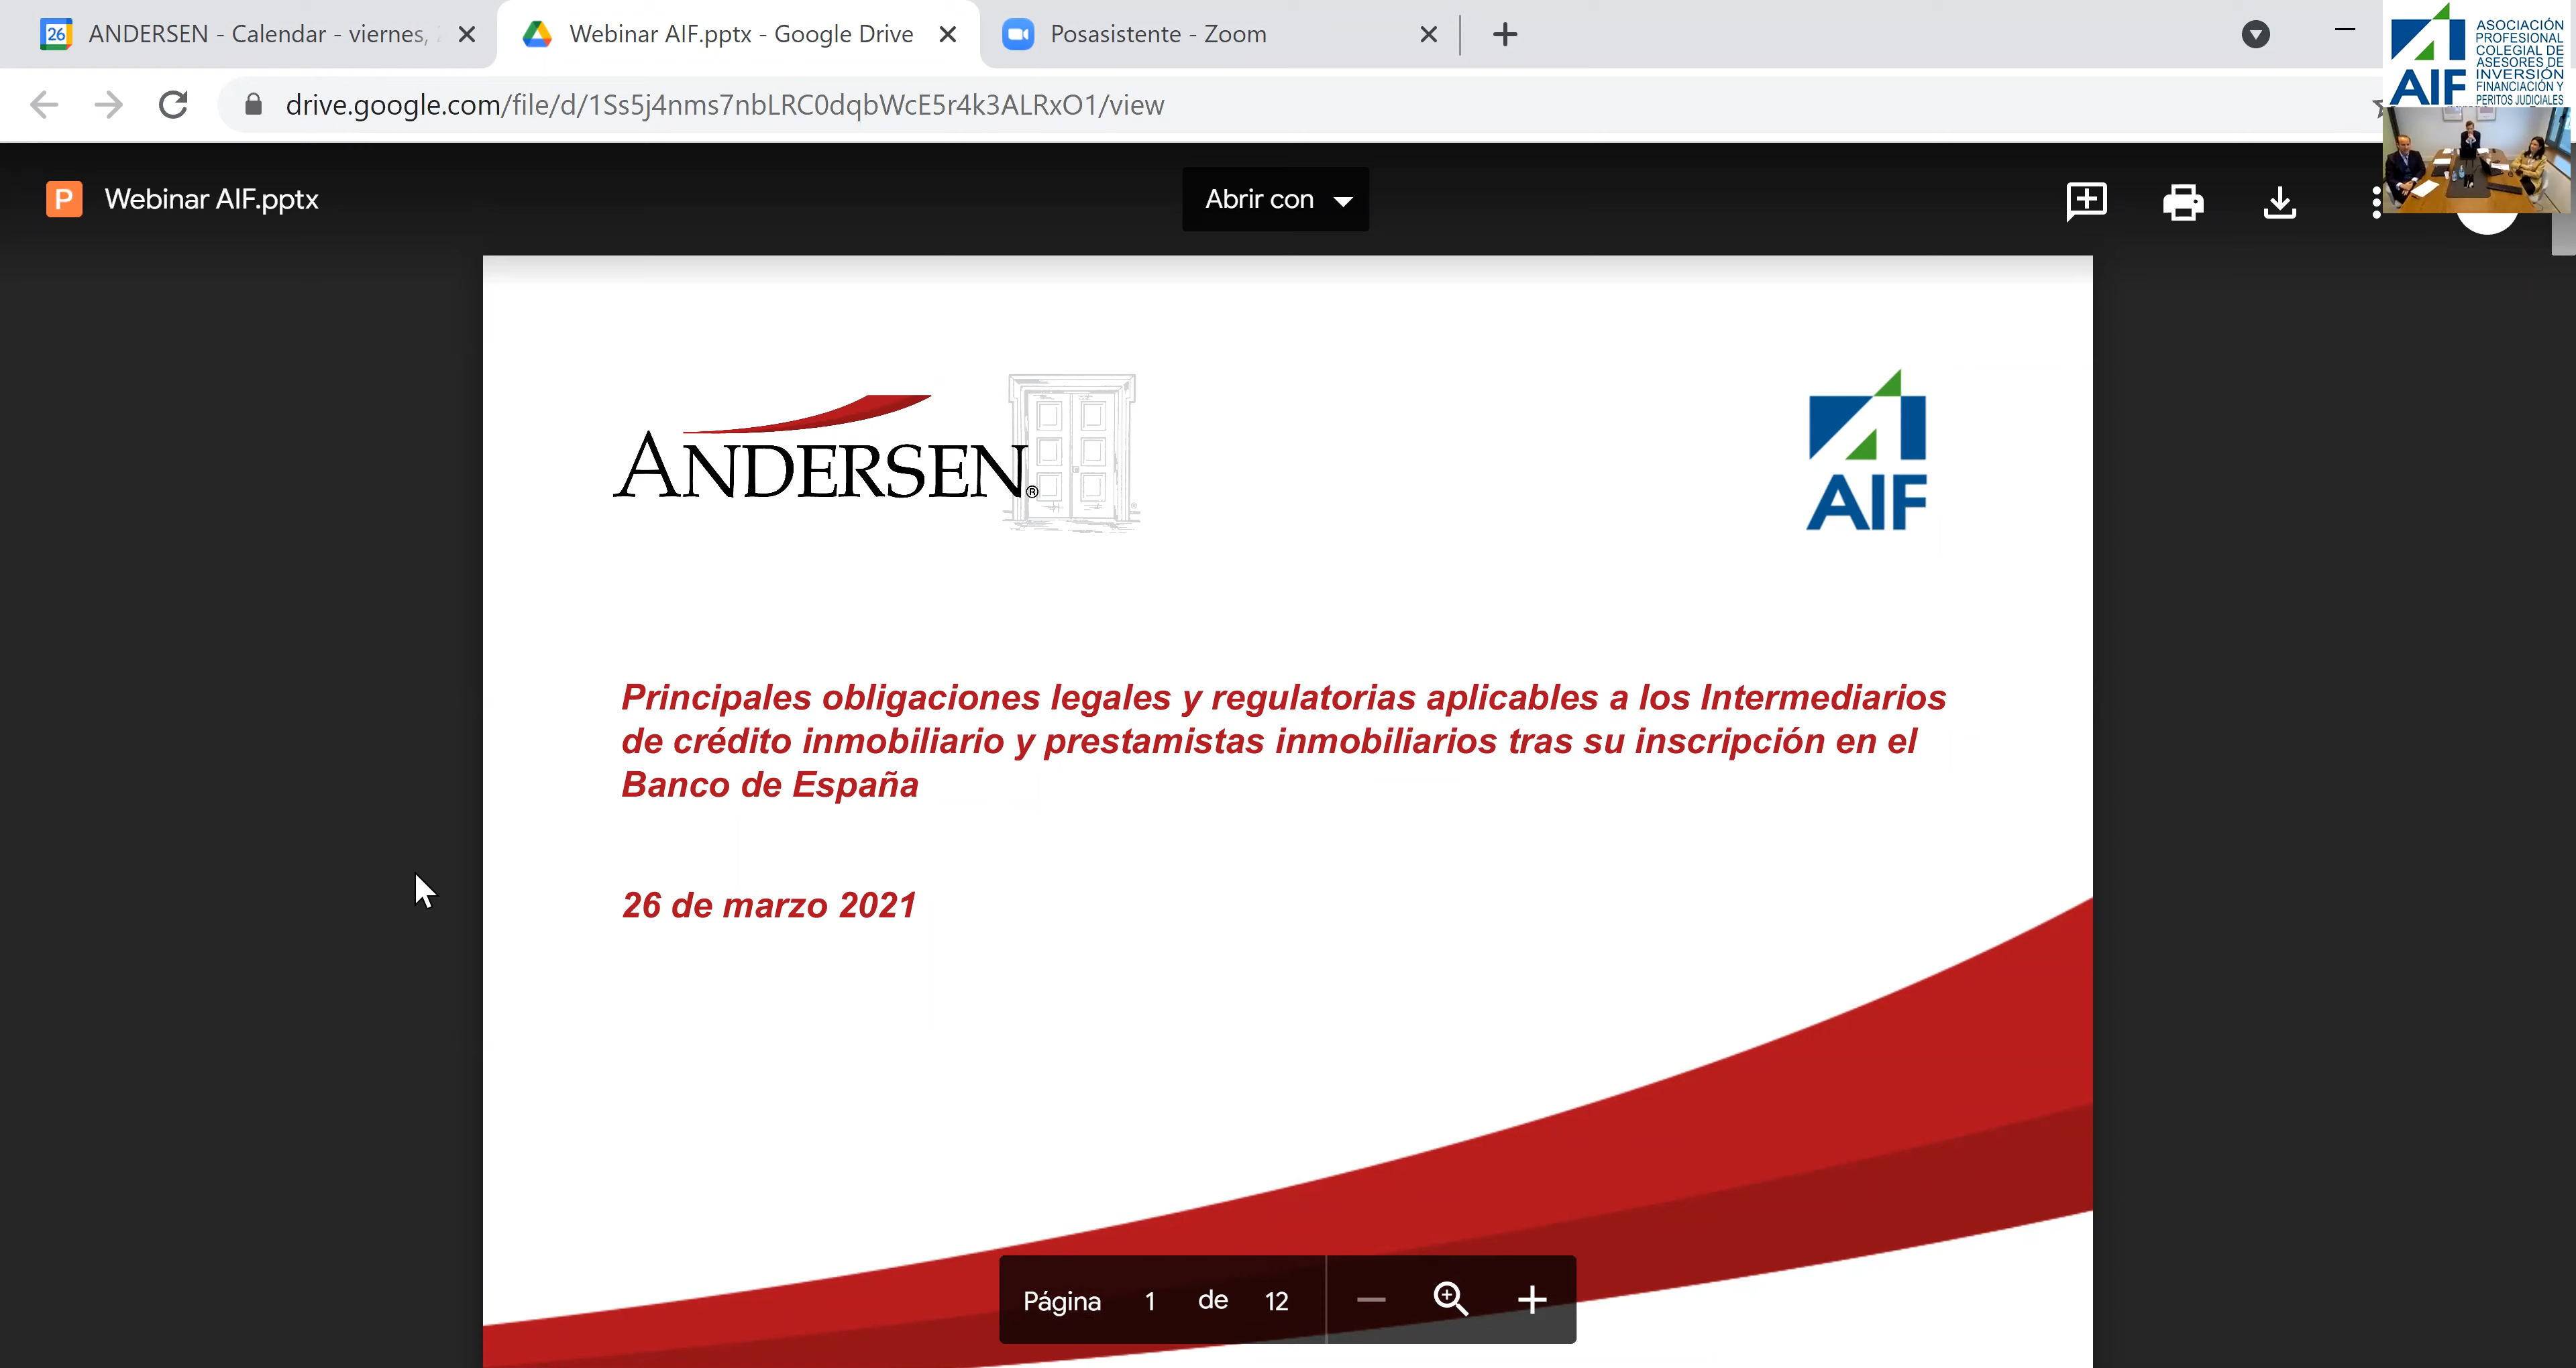 26
ANDERSEN - Calendar - viernes,
Webinar AIF.pptx - Google Drive
Posasistente - Zoom
drive.google.com/file/d/1Ss5j4nms7nbLRC0dqbWcE5r4k3ALRxO1/view
AIF
ASOCIACIÓN
PROFESIONAL
COLEGIAL DE
ASESORES DE
INVERSIÓN
FINANCIACIÓN Y
PERITOS JUDICIALES
P
Webinar AIF.pptx
Abrir con
ANDERSEN®
AIF
Principales obligaciones legales y regulatorias aplicables a los Intermediarios
de crédito inmobiliario y prestamistas inmobiliarios tras su inscripción en el
Banco de España
26 de marzo 2021
Página 1 de 12